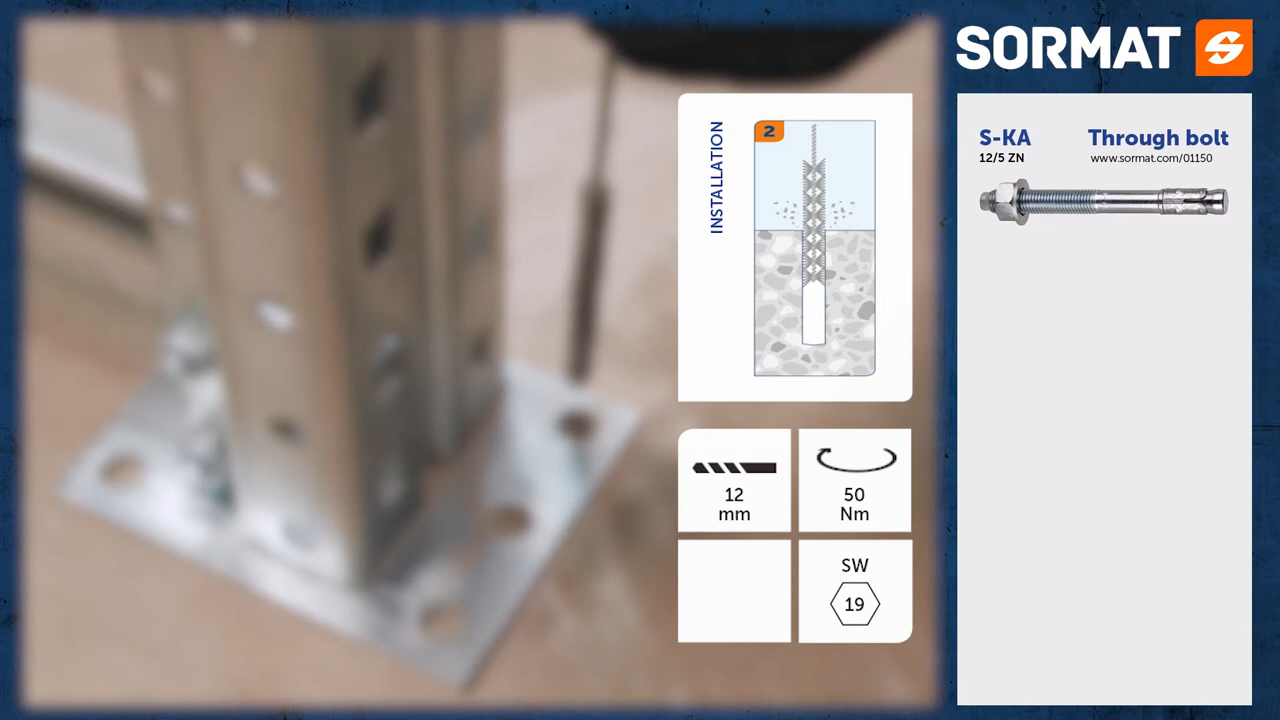 SORMAT
S-KA
Through bolt
12/5 ZN
www.sormat.com/01150
INSTALLATION
2
12
mm
50
Nm
SW
19